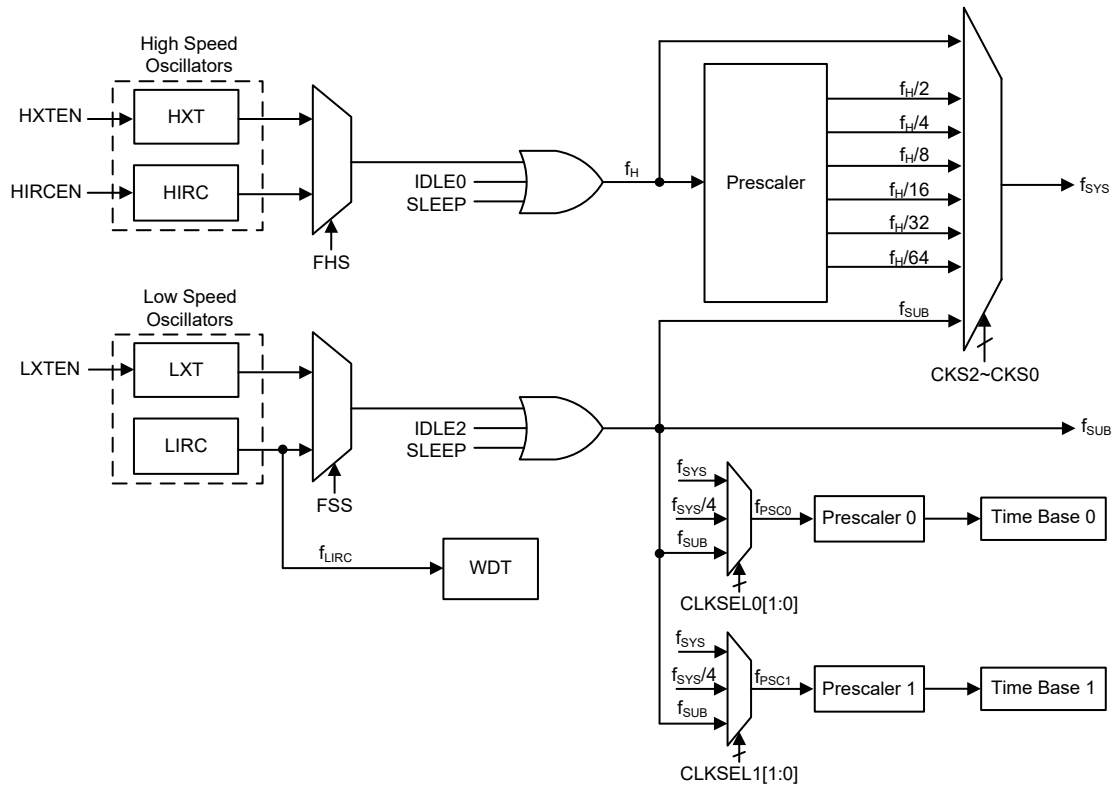 High Speed
Oscillators
HXTEN
HXT
HIRCEN
HIRC
FHS
IDLE0
SLEEP
fH
Prescaler
fH/2
fH/4
fH/8
fH/16
fH/32
fH/64
fSUB
CKS2~CKS0
fSYS
Low Speed
Oscillators
LXTEN
LXT
LIRC
FSS
IDLE2
SLEEP
fSUB
fLIRC
WDT
fSYS
fSYS/4
fSUB
fPSC0
Prescaler 0
Time Base 0
CLKSEL0[1:0]
fSYS
fSYS/4
fSUB
fPSC1
Prescaler 1
Time Base 1
CLKSEL1[1:0]